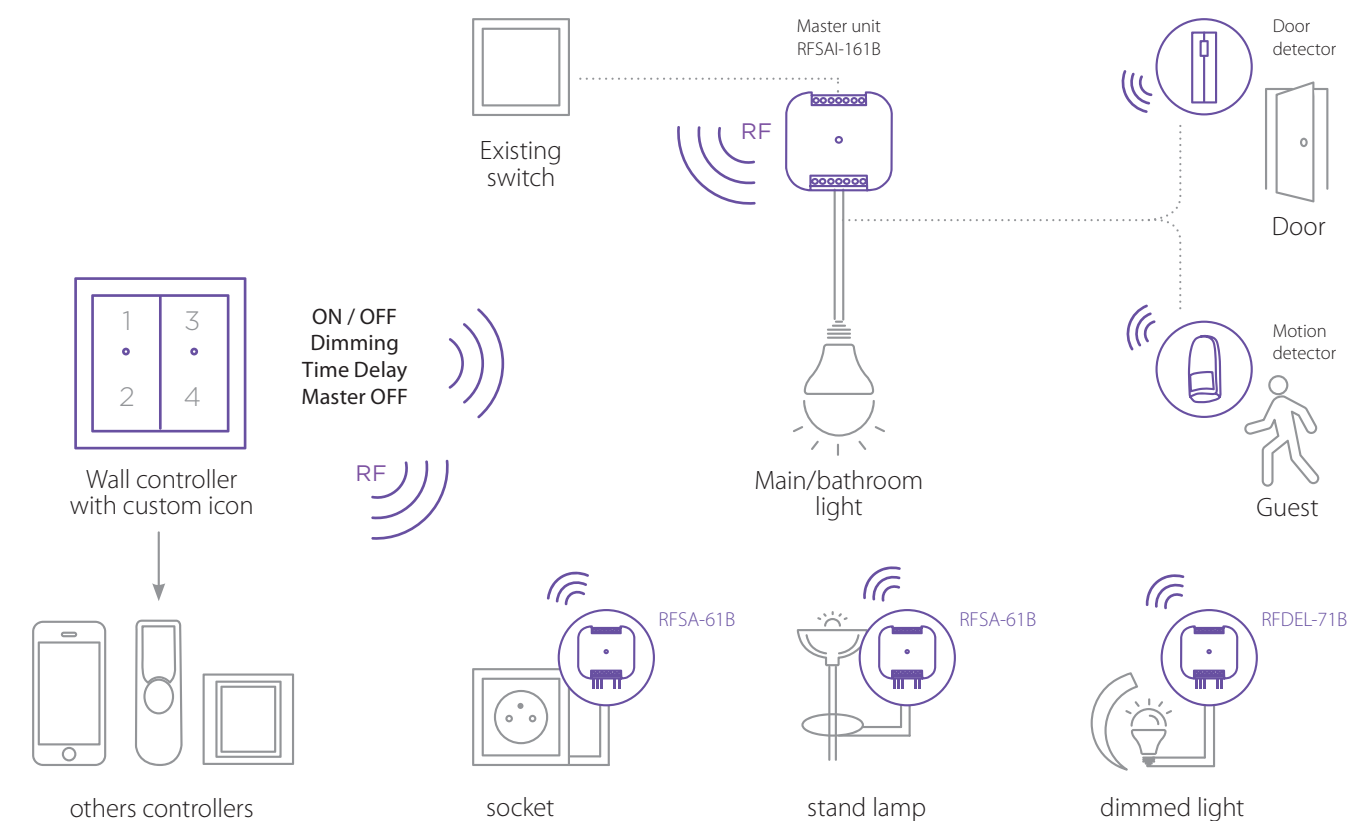 Master unit
RFSAI-161B
Door
detector
RF
Existing
switch
Door
1
3
2
4
ON / OFF
Dimming
Time Delay
Master OFF
Motion
detector
RF
Wall controller
with custom icon
Main/bathroom
light
Guest
RFSA-61B
RFSA-61B
RFDEL-71B
others controllers
socket
stand lamp
dimmed light